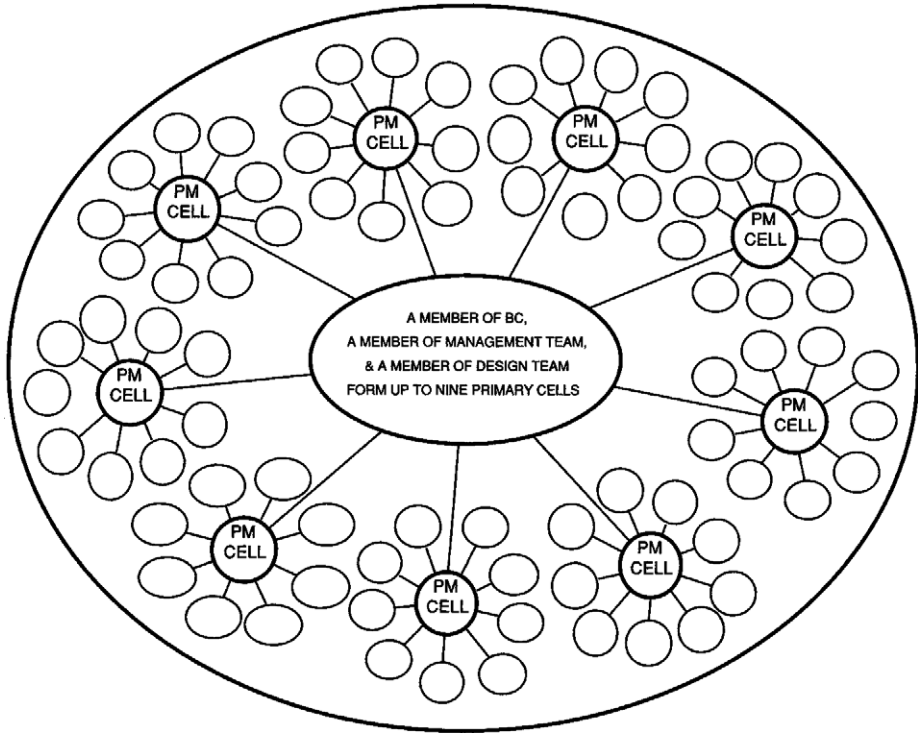 PM
CELL
PM
CELL
PM
CELL
PM
CELL
A MEMBER OF BC,
A MEMBER OF MANAGEMENT TEAM,
& A MEMBER OF DESIGN TEAM
FORM UP TO NINE PRIMARY CELLS
PM
CELL
PM
CELL
PM
CELL
PM
CELL
PM
CELL